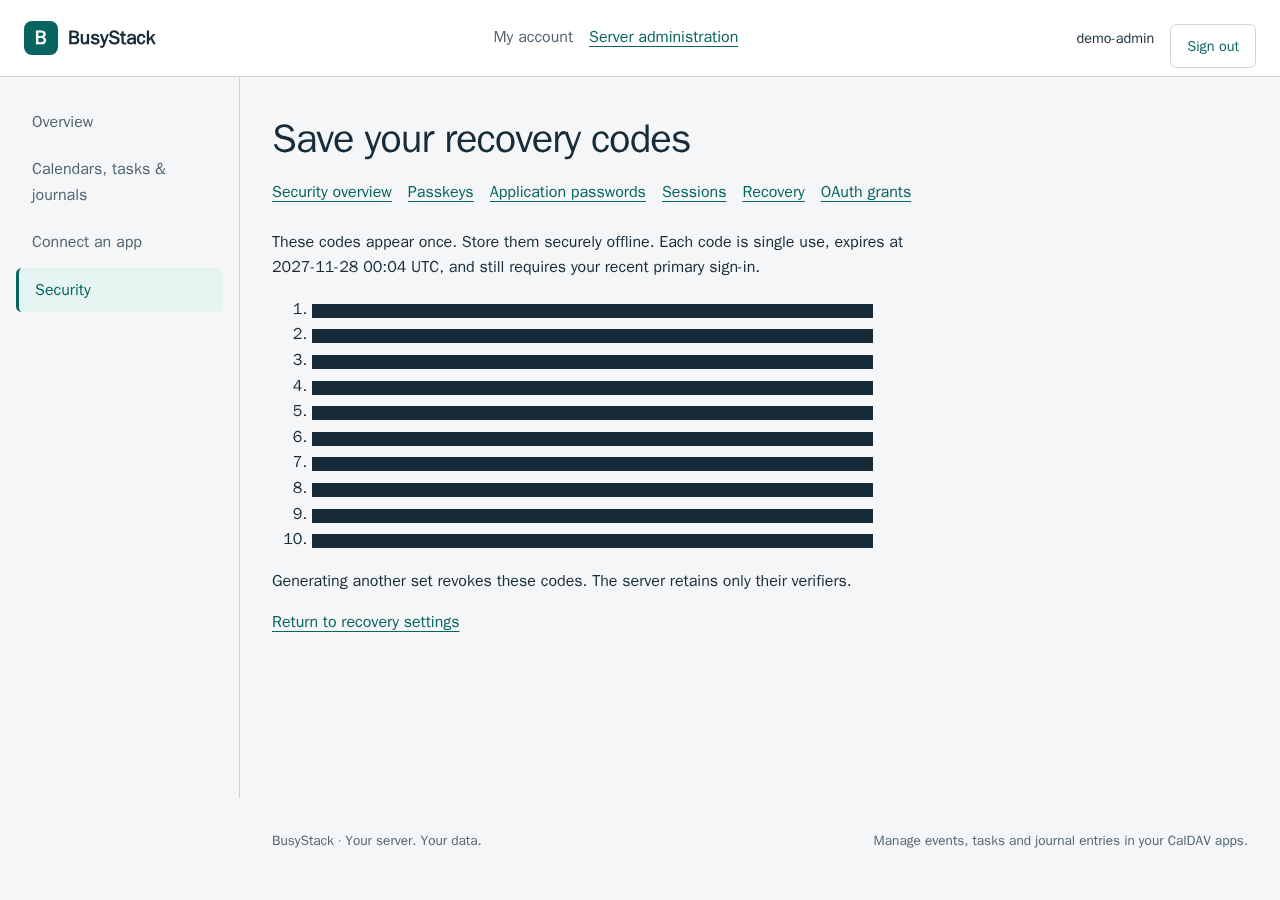 B BusyStack
My account Server administration
demo-admin Sign out
Overview
Calendars, tasks &
journals
Connect an app
Security
Save your recovery codes
Security overview Passkeys Application passwords Sessions Recovery OAuth grants
These codes appear once. Store them securely offline. Each code is single use, expires at
2027-11-28 00:04 UTC, and still requires your recent primary sign-in.
1.
2.
3.
4.
5.
6.
7.
8.
9.
10.
Generating another set revokes these codes. The server retains only their verifiers.
Return to recovery settings
BusyStack · Your server. Your data.
Manage events, tasks and journal entries in your CalDAV apps.